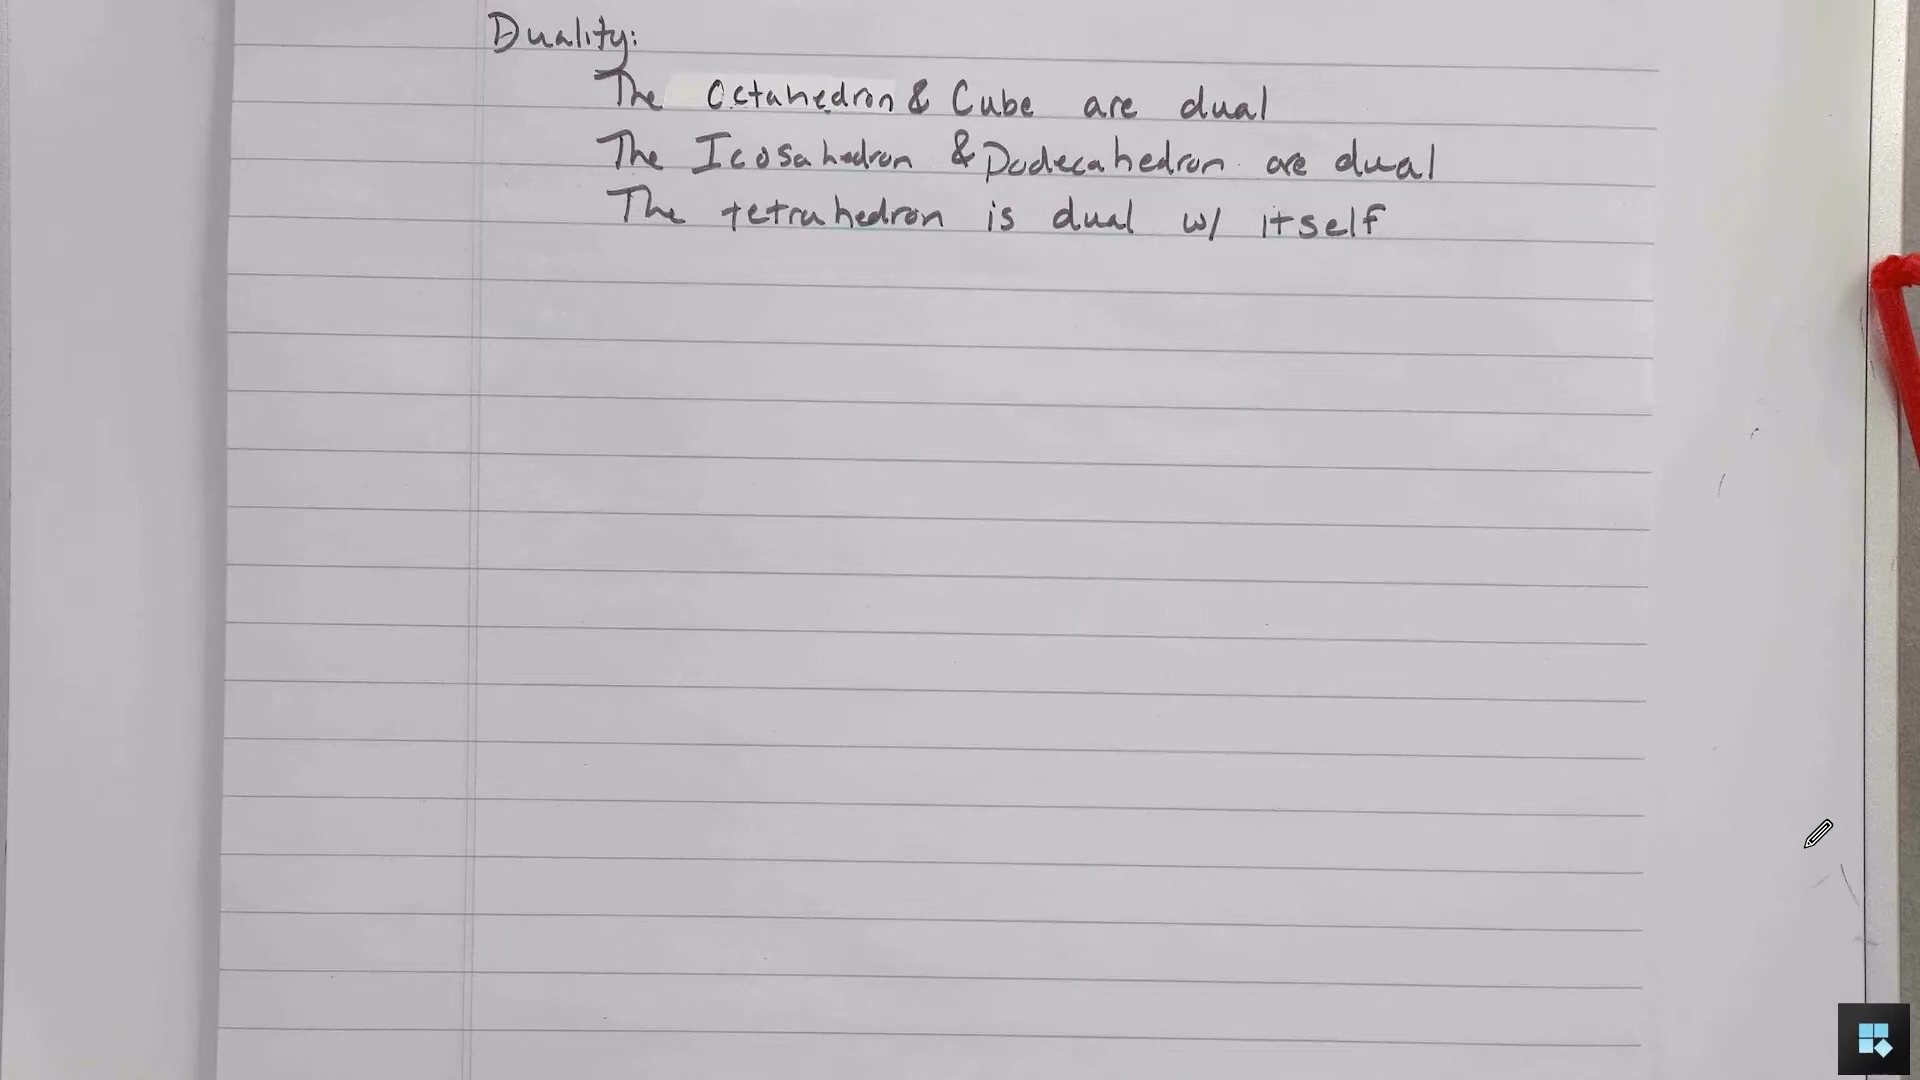 Duality:
The Octahedron & Cube are dual
The Icosahedron & Dodecahedron are dual
The tetrahedron is dual w/ itself